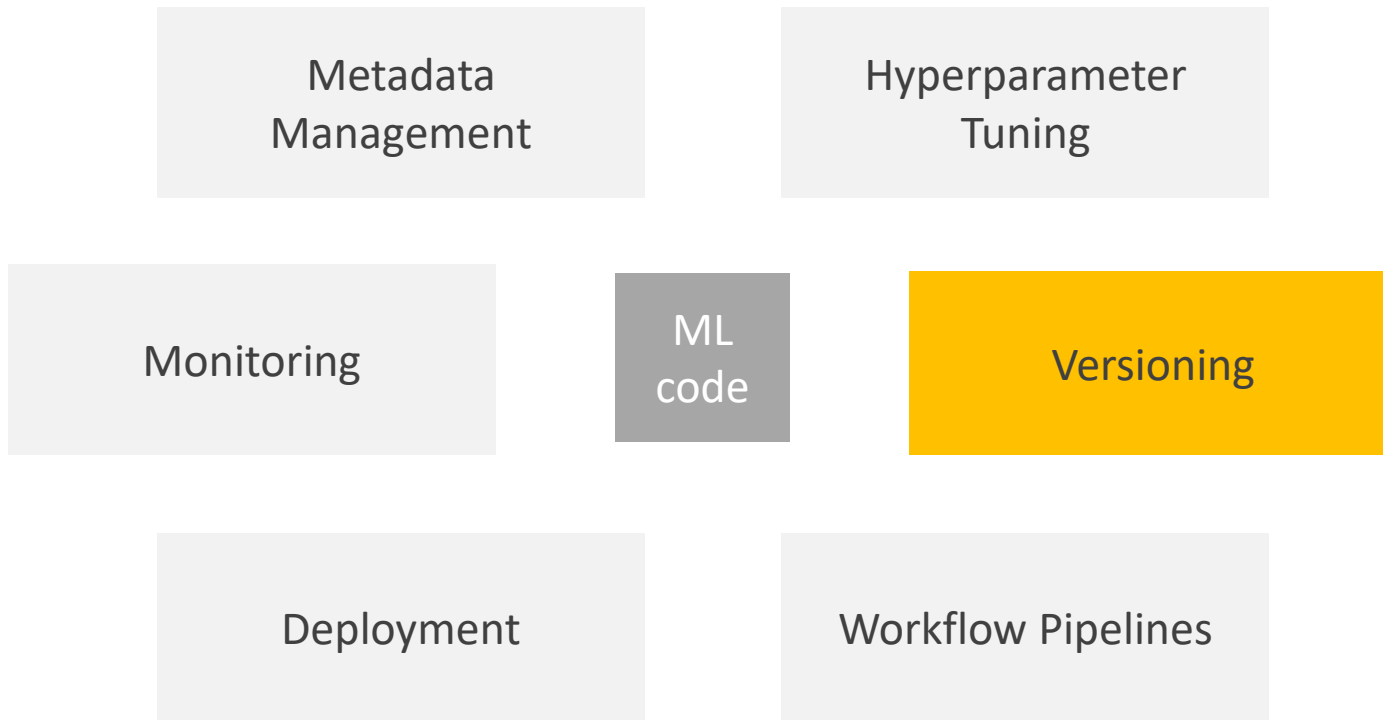 Metadata
Management
Hyperparameter
Tuning
Monitoring
ML
code
Versioning
Deployment
Workflow Pipelines